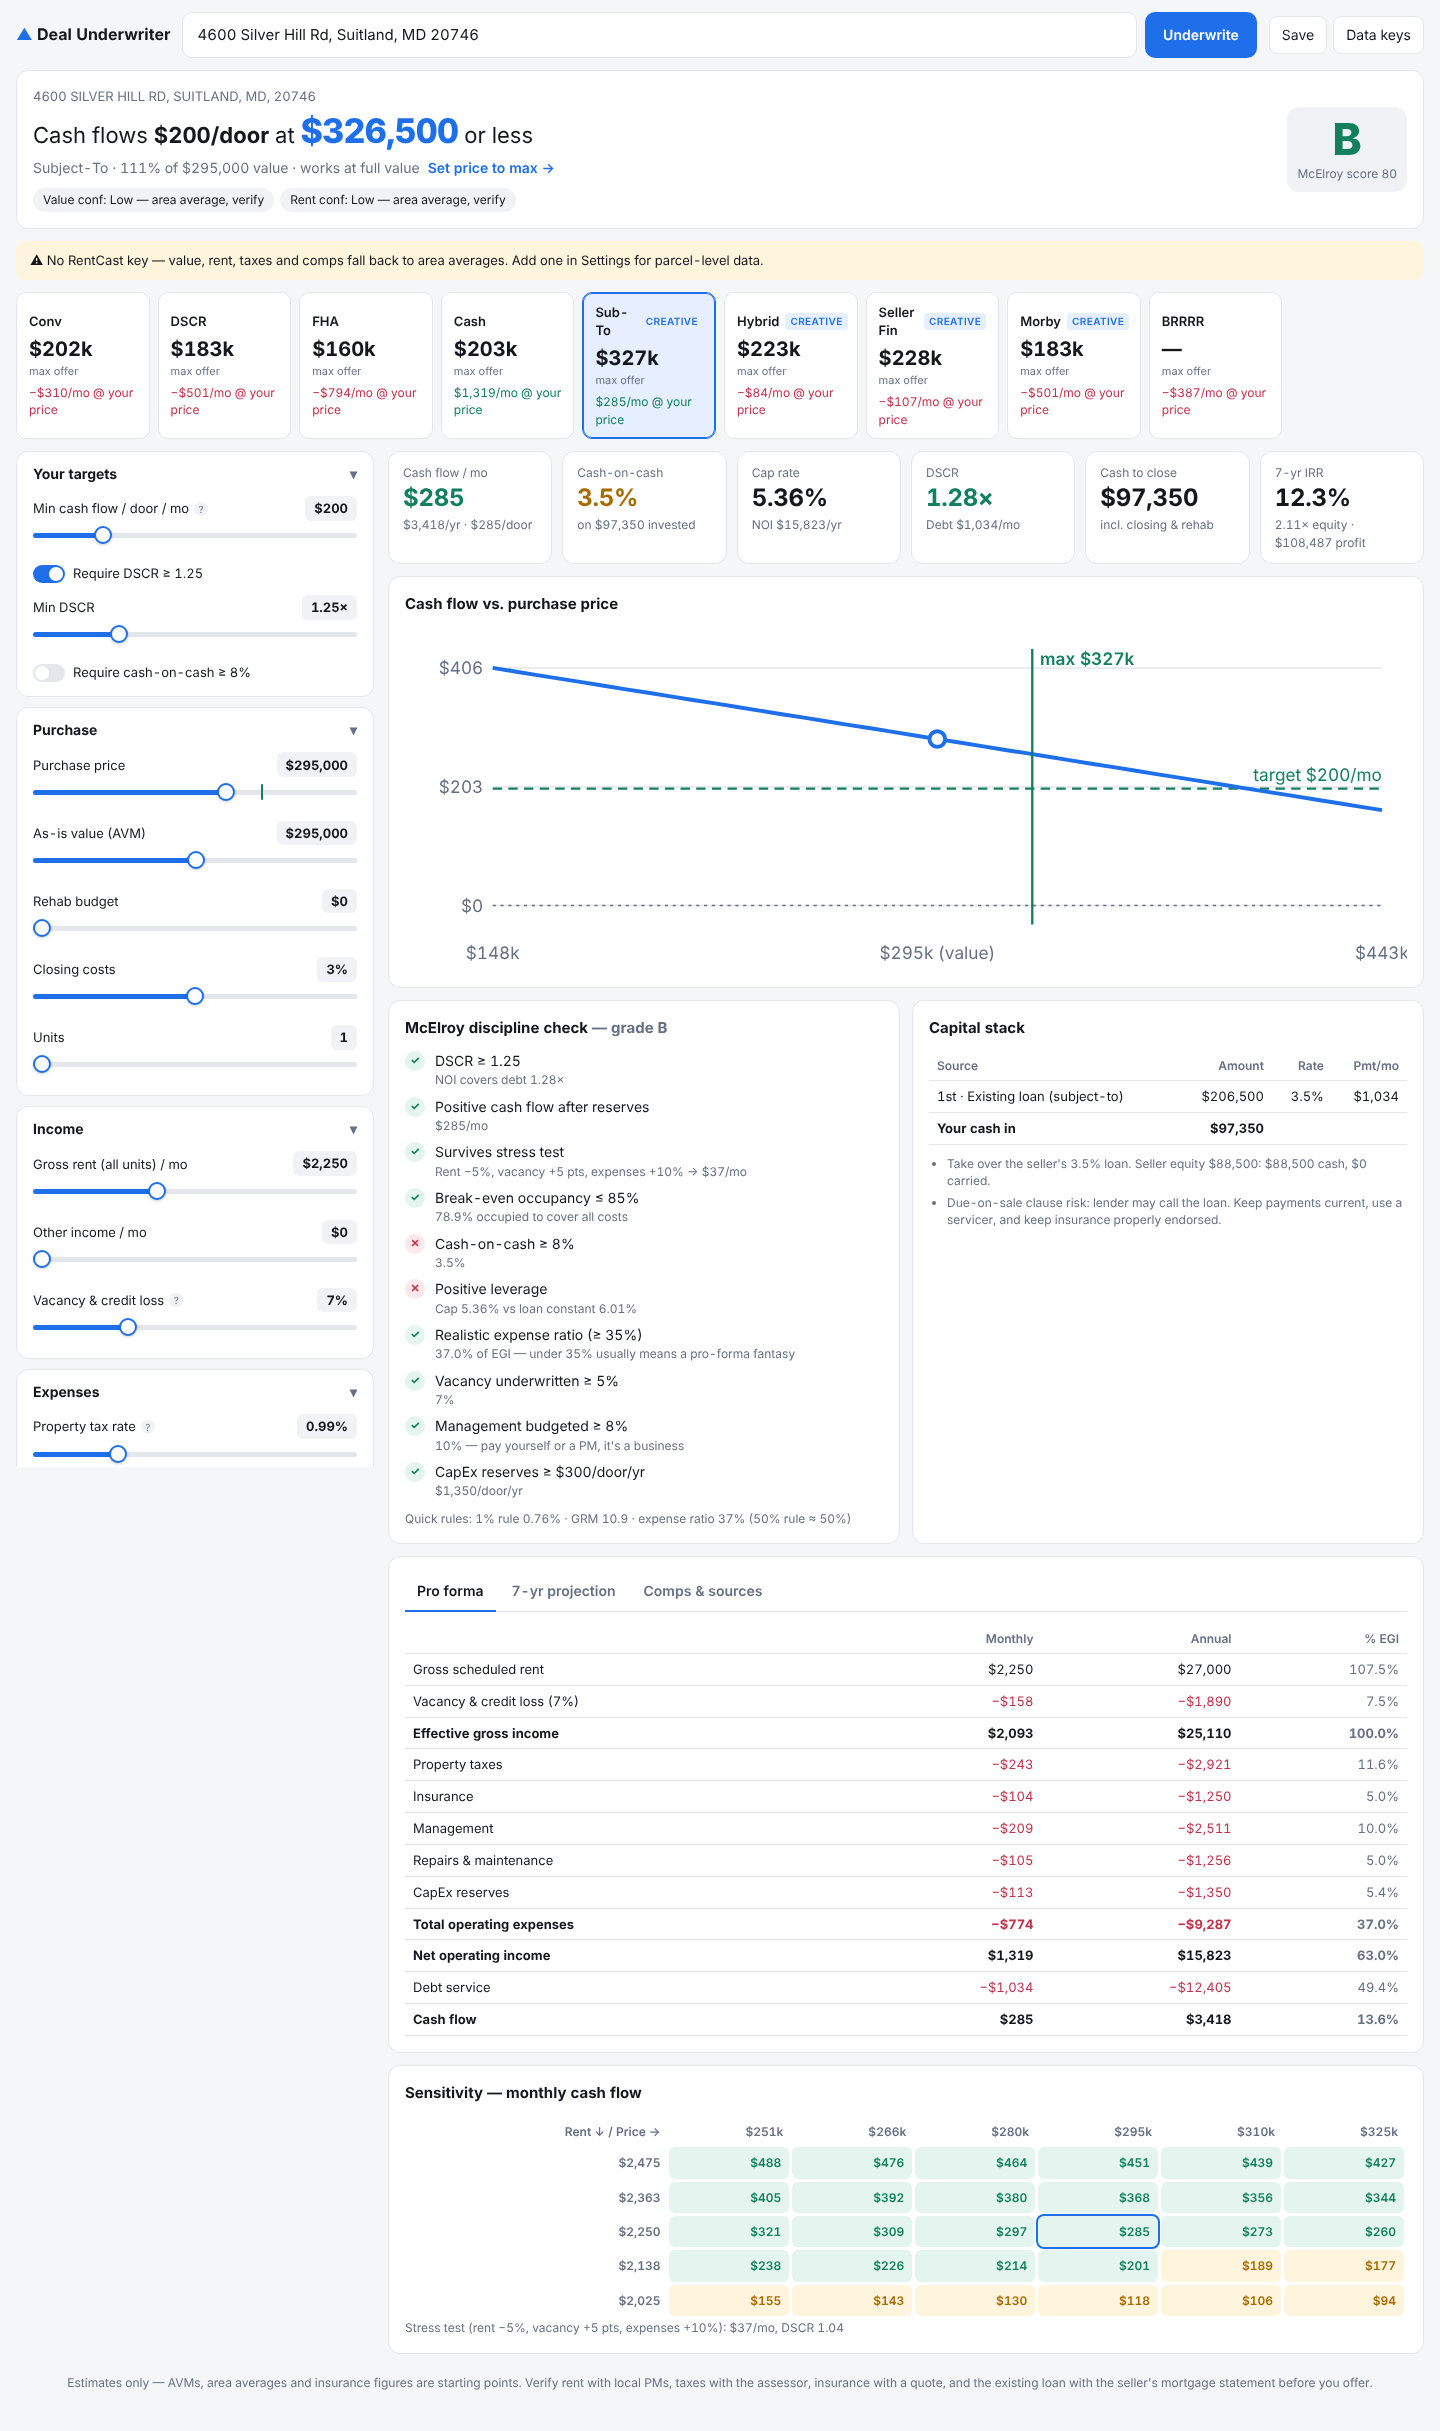 Deal Underwriter
4600 Silver Hill Rd, Suitland, MD 20746
Underwrite
Save
Data keys
4600 SILVER HILL RD, SUITLAND, MD, 20746
Cash flows $200/door at $326,500 or less
Subject-To · 111% of $295,000 value · works at full value Set price to max →
Value conf: Low — area average, verify
Rent conf: Low — area average, verify
B
McElroy score 80
⚠ No RentCast key — value, rent, taxes and comps fall back to area averages. Add one in Settings for parcel-level data.
Conv
$202k
max offer
−$310/mo @ your
price
DSCR
$183k
max offer
−$501/mo @ your
price
FHA
$160k
max offer
−$794/mo @ your
price
Cash
$203k
max offer
$1,319/mo @ your
price
Sub-
To
CREATIVE
$327k
max offer
$285/mo @ your
price
Hybrid CREATIVE
$223k
max offer
−$84/mo @ your
price
Seller
Fin
CREATIVE
$228k
max offer
−$107/mo @ your
price
Morby CREATIVE
$183k
max offer
−$501/mo @ your
price
BRRRR
—
max offer
−$387/mo @ your
price
Your targets ▾
Min cash flow / door / mo ? $200
Require DSCR ≥ 1.25
Min DSCR 1.25×
Require cash-on-cash ≥ 8%
Purchase ▾
Purchase price $295,000
As-is value (AVM) $295,000
Rehab budget $0
Closing costs 3%
Units 1
Income ▾
Gross rent (all units) / mo $2,250
Other income / mo $0
Vacancy & credit loss ? 7%
Expenses ▾
Property tax rate ? 0.99%
Cash flow / mo
$285
$3,418/yr · $285/door
Cash-on-cash
3.5%
on $97,350 invested
Cap rate
5.36%
NOI $15,823/yr
DSCR
1.28×
Debt $1,034/mo
Cash to close
$97,350
incl. closing & rehab
7-yr IRR
12.3%
2.11× equity ·
$108,487 profit
Cash flow vs. purchase price
$406
max $327k
target $200/mo
$203
$0
$148k
$295k (value)
$443k
McElroy discipline check — grade B
DSCR ≥ 1.25
NOI covers debt 1.28×
Positive cash flow after reserves
$285/mo
Survives stress test
Rent −5%, vacancy +5 pts, expenses +10% → $37/mo
Break-even occupancy ≤ 85%
78.9% occupied to cover all costs
Cash-on-cash ≥ 8%
3.5%
Positive leverage
Cap 5.36% vs loan constant 6.01%
Realistic expense ratio (≥ 35%)
37.0% of EGI — under 35% usually means a pro-forma fantasy
Vacancy underwritten ≥ 5%
7%
Management budgeted ≥ 8%
10% — pay yourself or a PM, it's a business
CapEx reserves ≥ $300/door/yr
$1,350/door/yr
Quick rules: 1% rule 0.76% · GRM 10.9 · expense ratio 37% (50% rule ≈ 50%)
Capital stack
Source Amount Rate Pmt/mo
1st · Existing loan (subject-to) $206,500 3.5% $1,034
Your cash in $97,350
• Take over the seller's 3.5% loan. Seller equity $88,500: $88,500 cash, $0
carried.
• Due-on-sale clause risk: lender may call the loan. Keep payments current, use a
servicer, and keep insurance properly endorsed.
Pro forma
7-yr projection
Comps & sources
Monthly Annual % EGI
Gross scheduled rent $2,250 $27,000 107.5%
Vacancy & credit loss (7%) −$158 −$1,890 7.5%
Effective gross income $2,093 $25,110 100.0%
Property taxes −$243 −$2,921 11.6%
Insurance −$104 −$1,250 5.0%
Management −$209 −$2,511 10.0%
Repairs & maintenance −$105 −$1,256 5.0%
CapEx reserves −$113 −$1,350 5.4%
Total operating expenses −$774 −$9,287 37.0%
Net operating income $1,319 $15,823 63.0%
Debt service −$1,034 −$12,405 49.4%
Cash flow $285 $3,418 13.6%
Sensitivity — monthly cash flow
Rent ↓ / Price → $251k $266k $280k $295k $310k $325k
$2,475 $488 $476 $464 $451 $439 $427
$2,363 $405 $392 $380 $368 $356 $344
$2,250 $321 $309 $297 $285 $273 $260
$2,138 $238 $226 $214 $201 $189 $177
$2,025 $155 $143 $130 $118 $106 $94
Stress test (rent −5%, vacancy +5 pts, expenses +10%): $37/mo, DSCR 1.04
Estimates only — AVMs, area averages and insurance figures are starting points. Verify rent with local PMs, taxes with the assessor, insurance with a quote, and the existing loan with the seller's mortgage statement before you offer.